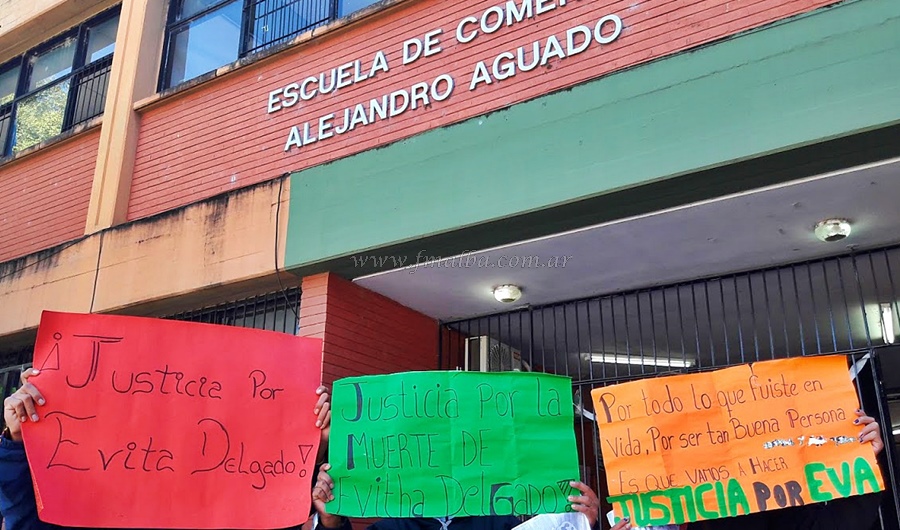 ESCUELA DE COMER
ALEJANDRO AGUADO
www.fmalba.com.ar
¡Justicia Por
Evita Delgado!
Justicia Por la
MUERTE DE
Evitha Delgado!
Por todo lo que fuiste en
vida, Por ser tan Buena Persona
Es que vamos a Hacer
JUSTICIA POR EVA